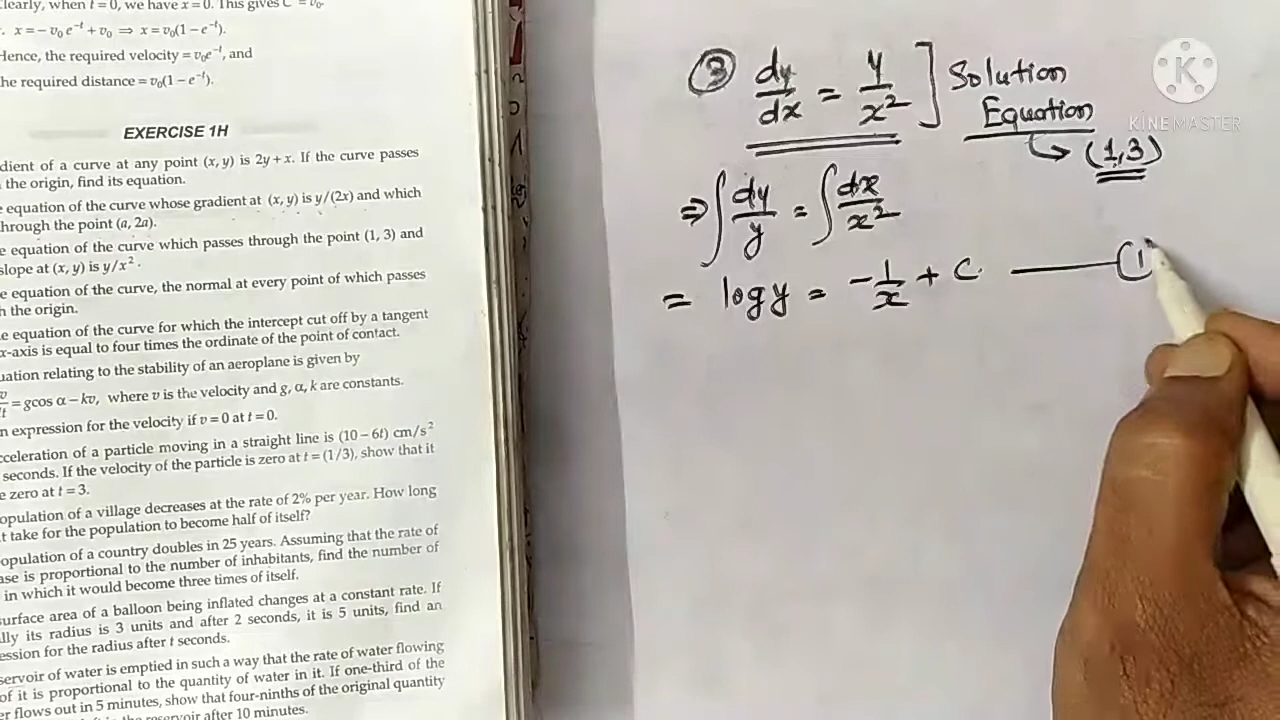 when t = 0, we have x = 0. This gives C = v₀.
x = – v₀e⁻ᵗ + v₀ ⇒ x = v₀(1 – e⁻ᵗ).
Hence, the required velocity = v₀e⁻ᵗ, and
the required distance = v₀(1 – e⁻ᵗ).
EXERCISE 1H
of a curve at any point (x, y) is 2y + x. If the curve passes
the origin, find its equation.
equation of the curve whose gradient at (x, y) is y/(2x) and which
through the point (a, 2a).
equation of the curve which passes through the point (1, 3) and
slope at (x, y) is y/x².
equation of the curve, the normal at every point of which passes
the origin.
equation of the curve for which the intercept cut off by a tangent
x-axis is equal to four times the ordinate of the point of contact.
relating to the stability of an aeroplane is given by
= g cos α – kv, where v is the velocity and g, α, k are constants.
expression for the velocity if v = 0 at t = 0.
of a particle moving in a straight line is (10 – 6t) cm/s²
seconds. If the velocity of the particle is zero at t = (1/3), show that it
zero at t = 3.
of a village decreases at the rate of 2% per year. How long
take for the population to become half of itself?
of a country doubles in 25 years. Assuming that the rate of
is proportional to the number of inhabitants, find the number of
in which it would become three times of itself.
surface area of a balloon being inflated changes at a constant rate. If
its radius is 3 units and after 2 seconds, it is 5 units, find an
for the radius after t seconds.
of water is emptied in such a way that the rate of water flowing
of it is proportional to the quantity of water in it. If one-third of the
flows out in 5 minutes, show that four-ninths of the original quantity
reservoir after 10 minutes.
③ dy/dx = y/x² ] Solution
Equation
↳ (1,3)
⇒ ∫ dy/y = ∫ dx/x²
= log y = -1/x + C. —— ①
K
KINEMASTER